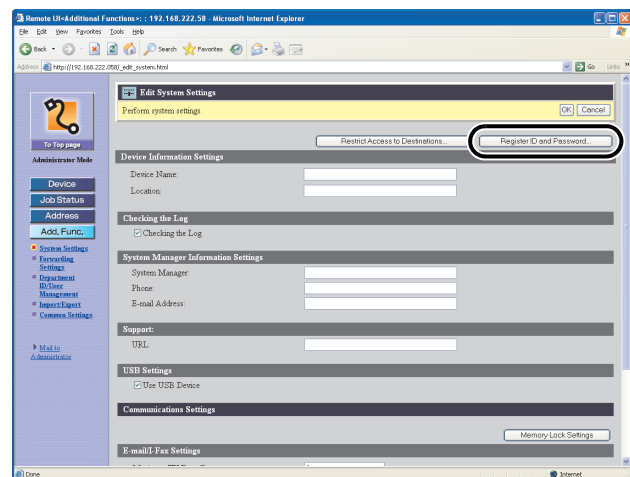 Remote UI<Additional Functions>: : 192.168.222.58 - Microsoft Internet Explorer
File Edit View Favorites Tools Help
Back Search Favorites
Address http://192.168.222.058/_edit_system.html Go Links »
Edit System Settings
Perform system settings. OK Cancel
To Top page
Administrator Mode
Device
Job Status
Address
Add. Func.
System Settings
Forwarding
Settings
Department
ID/User
Management
Import/Export
Common Settings
Mail to
Administrator
Restrict Access to Destinations... Register ID and Password...
Device Information Settings
Device Name:
Location:
Checking the Log
Checking the Log
System Manager Information Settings
System Manager:
Phone:
E-mail Address:
Support:
URL:
USB Settings
Use USB Device
Communications Settings
Memory Lock Settings
E-mail/I-Fax Settings
Done Internet